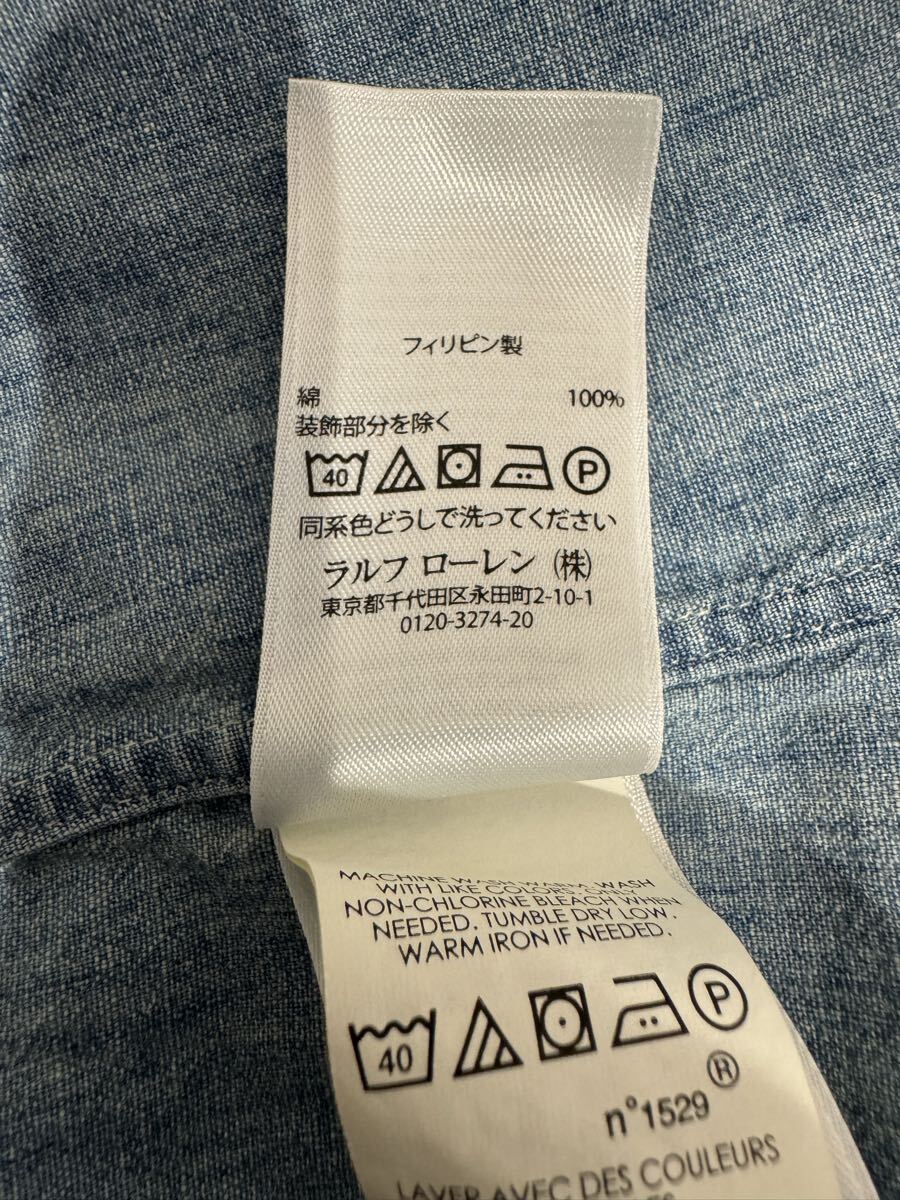 フィリピン製
綿 100%
装飾部分を除く
40 P
同系色どうしで洗ってください
ラルフ ローレン (株)
東京都千代田区永田町2-10-1
0120-3274-20
MACHINE WASH WARM, WASH
WITH LIKE COLORS, ONLY
NON-CHLORINE BLEACH WHEN
NEEDED. TUMBLE DRY LOW.
WARM IRON IF NEEDED.
40 P
®
n°1529
LAVER AVEC DES COULEURS